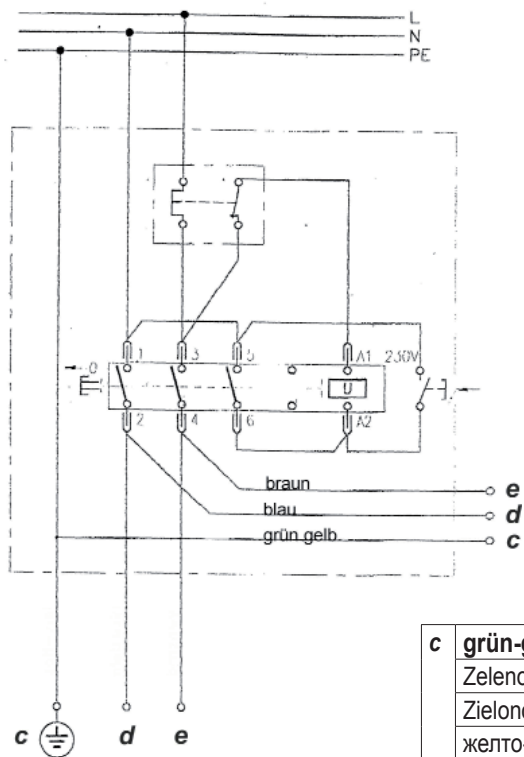 L
N
PE
0
1 3 5 A1 230V
U
2 4 6 A2
braun e
blau d
grün gelb c
c d e
c grün-g
Zeleno
Zielono
желто-